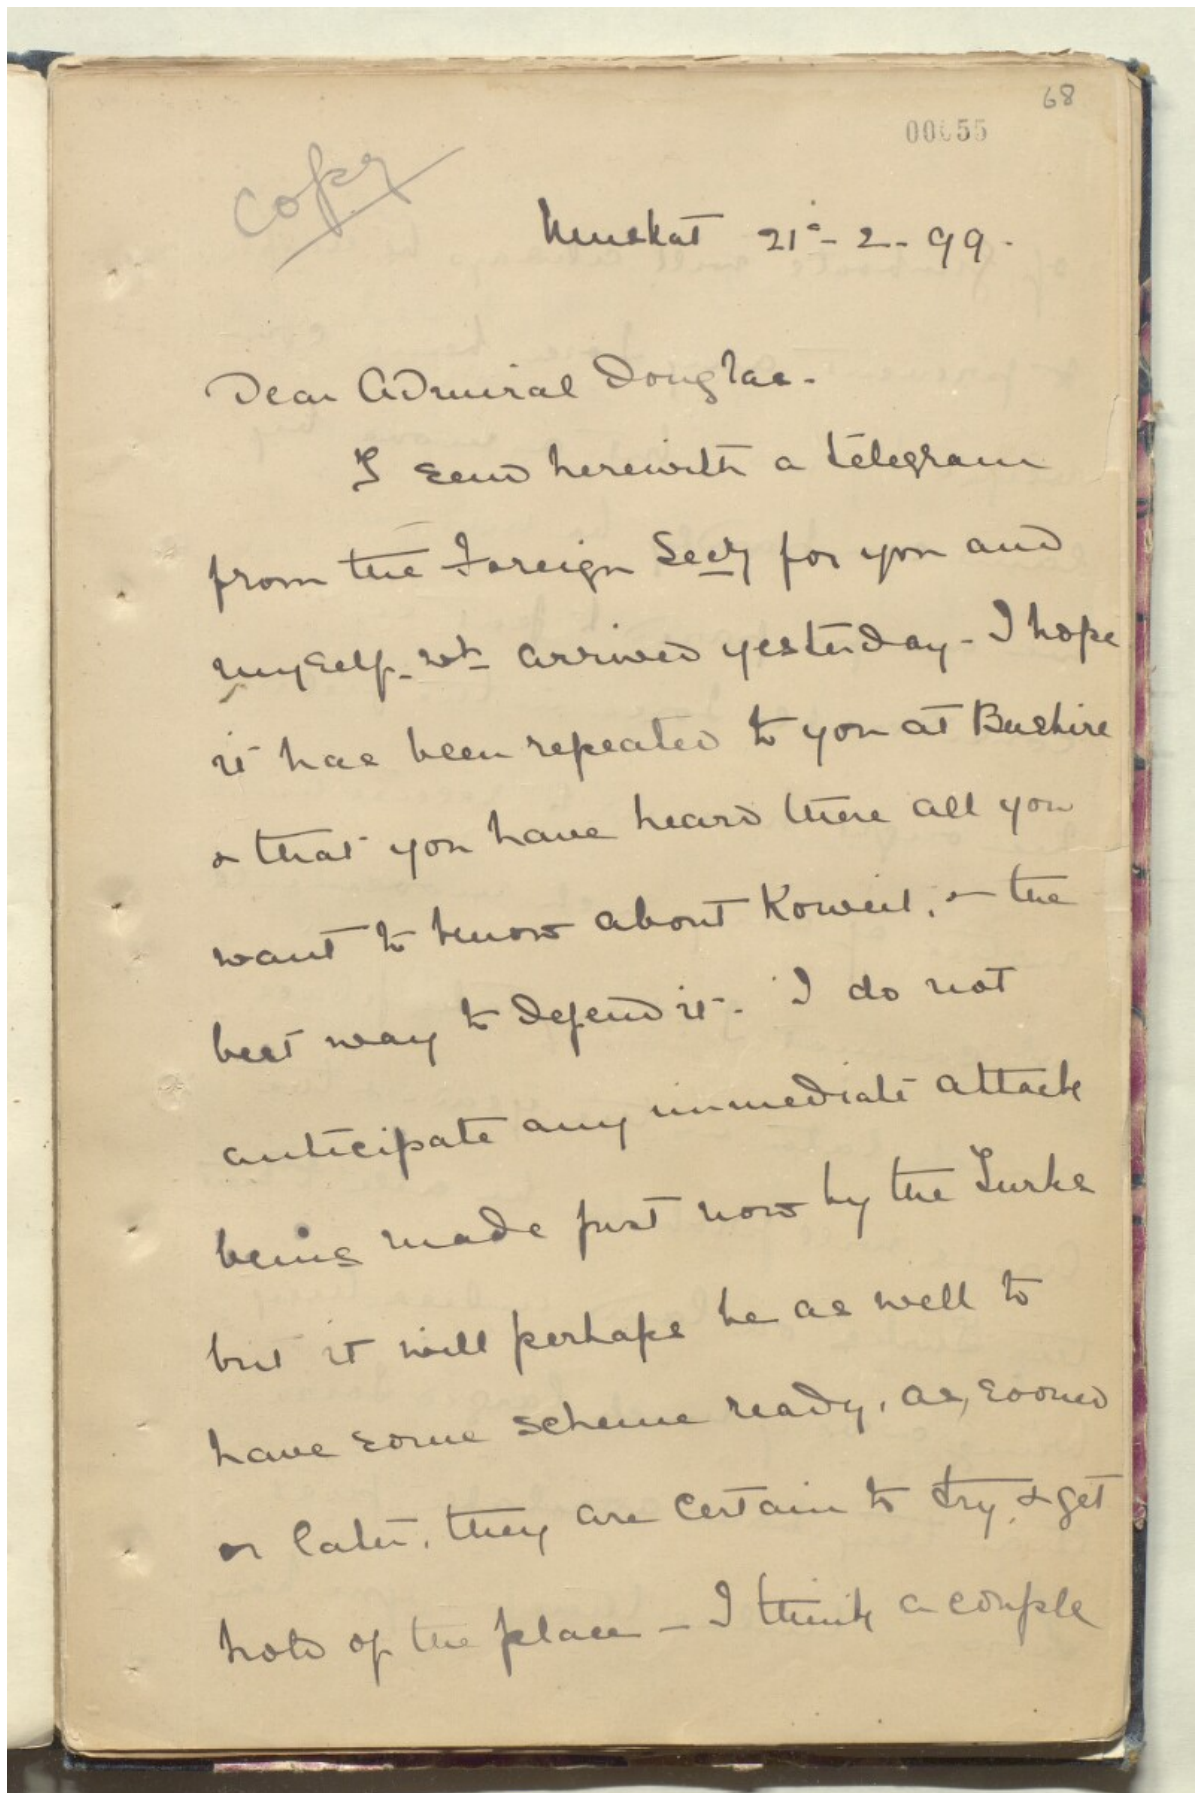 68
00055
Copy
Muskat 21st - 2 - 99.
Dear Admiral Douglas.
I send herewith a telegram
from the Foreign Secy for you and
myself. wh arrived yesterday - I hope
it has been repeated to you at Bushire
& that you have heard there all you
want to know about Koweit, & the
best way to defend it. I do not
anticipate any immediate attack
being made just now by the Turks
but it will perhaps be as well to
have some scheme ready, as, sooner
or later, they are certain to try & get
hold of the place - I think a couple